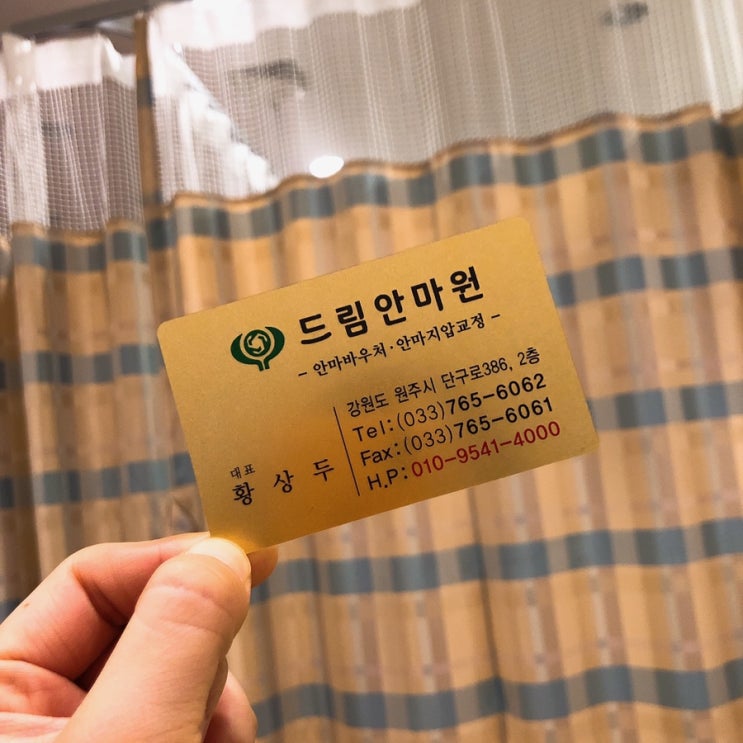 드림안마원
- 안마바우처·안마지압교정 -
대표
황상두
강원도 원주시 단구로386, 2층
Tel:(033)765-6062
Fax:(033)765-6061
H.P:010-9541-4000